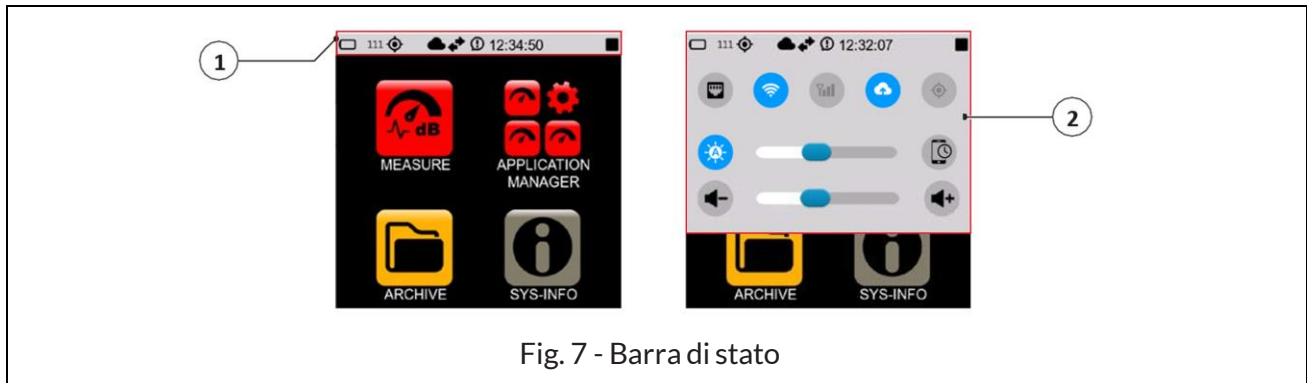 1
111 12:34:50
dB
MEASURE
APPLICATION
MANAGER
ARCHIVE
SYS-INFO
111 12:32:07
A
2
ARCHIVE
SYS-INFO
Fig. 7 - Barra di stato